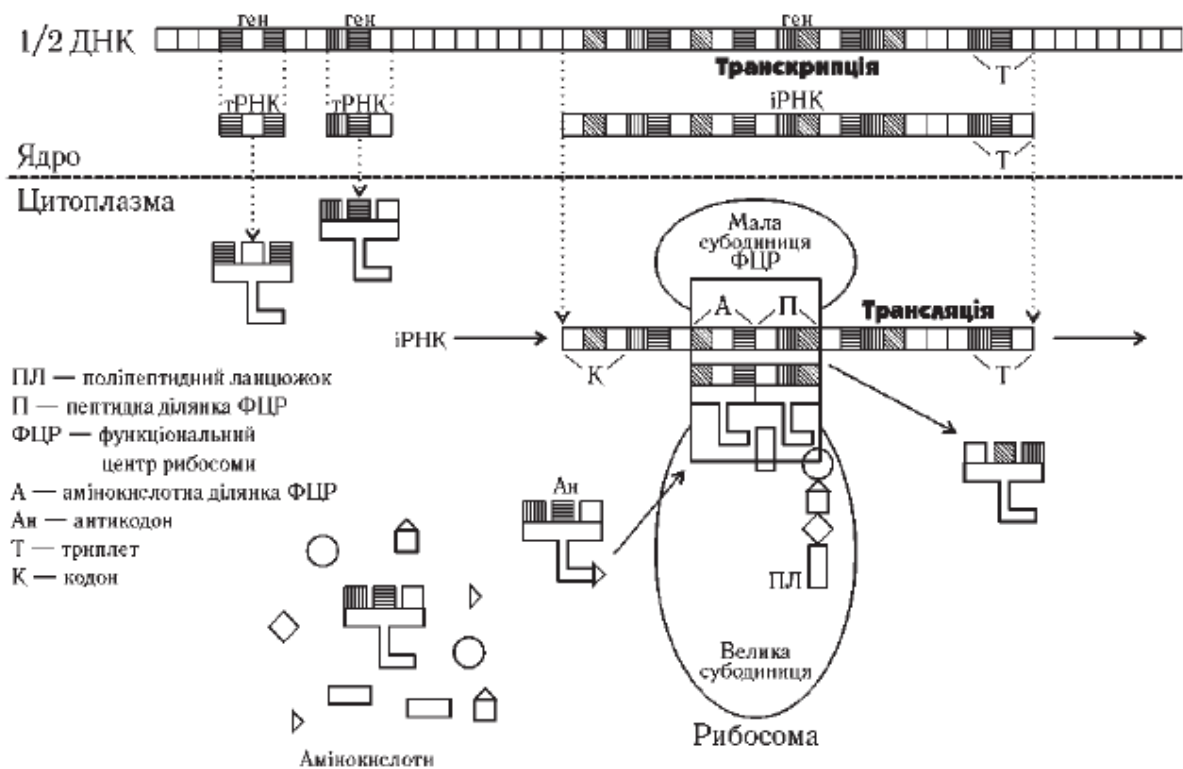 ген
ген
ген
1/2 ДНК
Транскрипція
Т
тРНК
тРНК
іРНК
Т
Ядро
Цитоплазма
Мала
субодиниця
ФЦР
А
П
Трансляція
іРНК
К
Т
ПЛ — поліпептидний ланцюжок
П — пептидна ділянка ФЦР
ФЦР — функціональний
центр рибосоми
А — амінокислотна ділянка ФЦР
Ан — антикодон
Т — триплет
К — кодон
Ан
ПЛ
Велика
субодиниця
Рибосома
Амінокислоти